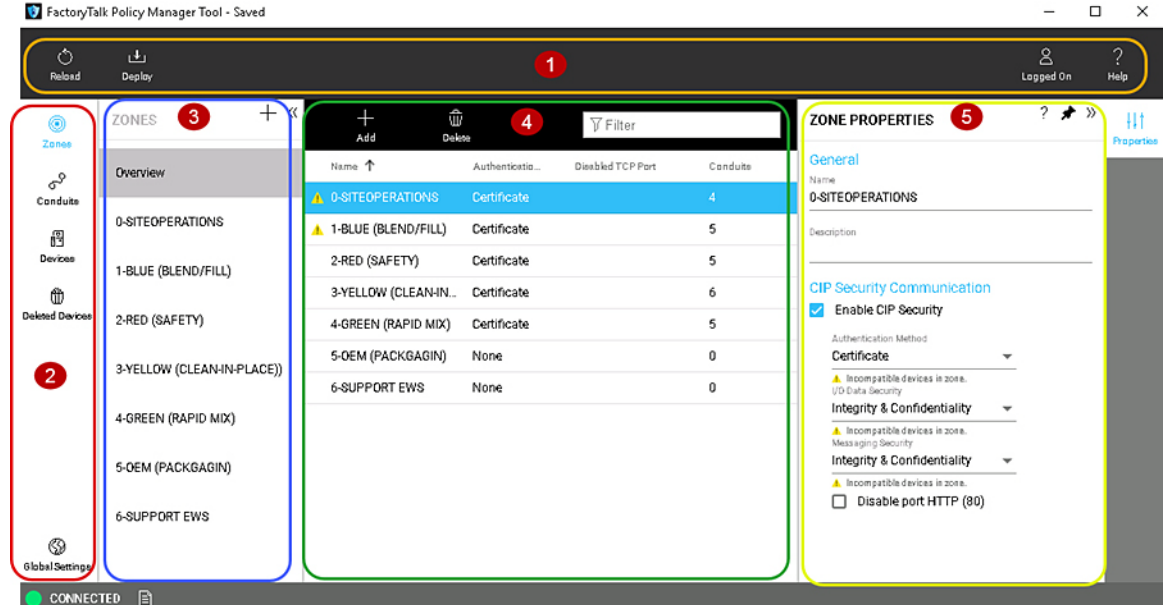 FactoryTalk Policy Manager Tool - Saved
Reload
Deploy
1
Logged On
Help
Zones
Conduits
Devices
Deleted Devices
2
Global Settings
ZONES
3
Overview
0-SITEOPERATIONS
1-BLUE (BLEND/FILL)
2-RED (SAFETY)
3-YELLOW (CLEAN-IN-PLACE))
4-GREEN (RAPID MIX)
5-OEM (PACKGAGIN)
6-SUPPORT EWS
Add
Delete
4
Filter
Name Authenticatio... Disabled TCP Port Conduits
0-SITEOPERATIONS Certificate 4
1-BLUE (BLEND/FILL) Certificate 5
2-RED (SAFETY) Certificate 5
3-YELLOW (CLEAN-IN... Certificate 6
4-GREEN (RAPID MIX) Certificate 5
5-OEM (PACKGAGIN) None 0
6-SUPPORT EWS None 0
ZONE PROPERTIES
5
?
Properties
General
Name
0-SITEOPERATIONS
Description
CIP Security Communication
Enable CIP Security
Authentication Method
Certificate
Incompatible devices in zone.
I/O Data Security
Integrity & Confidentiality
Incompatible devices in zone.
Messaging Security
Integrity & Confidentiality
Incompatible devices in zone.
Disable port HTTP (80)
CONNECTED